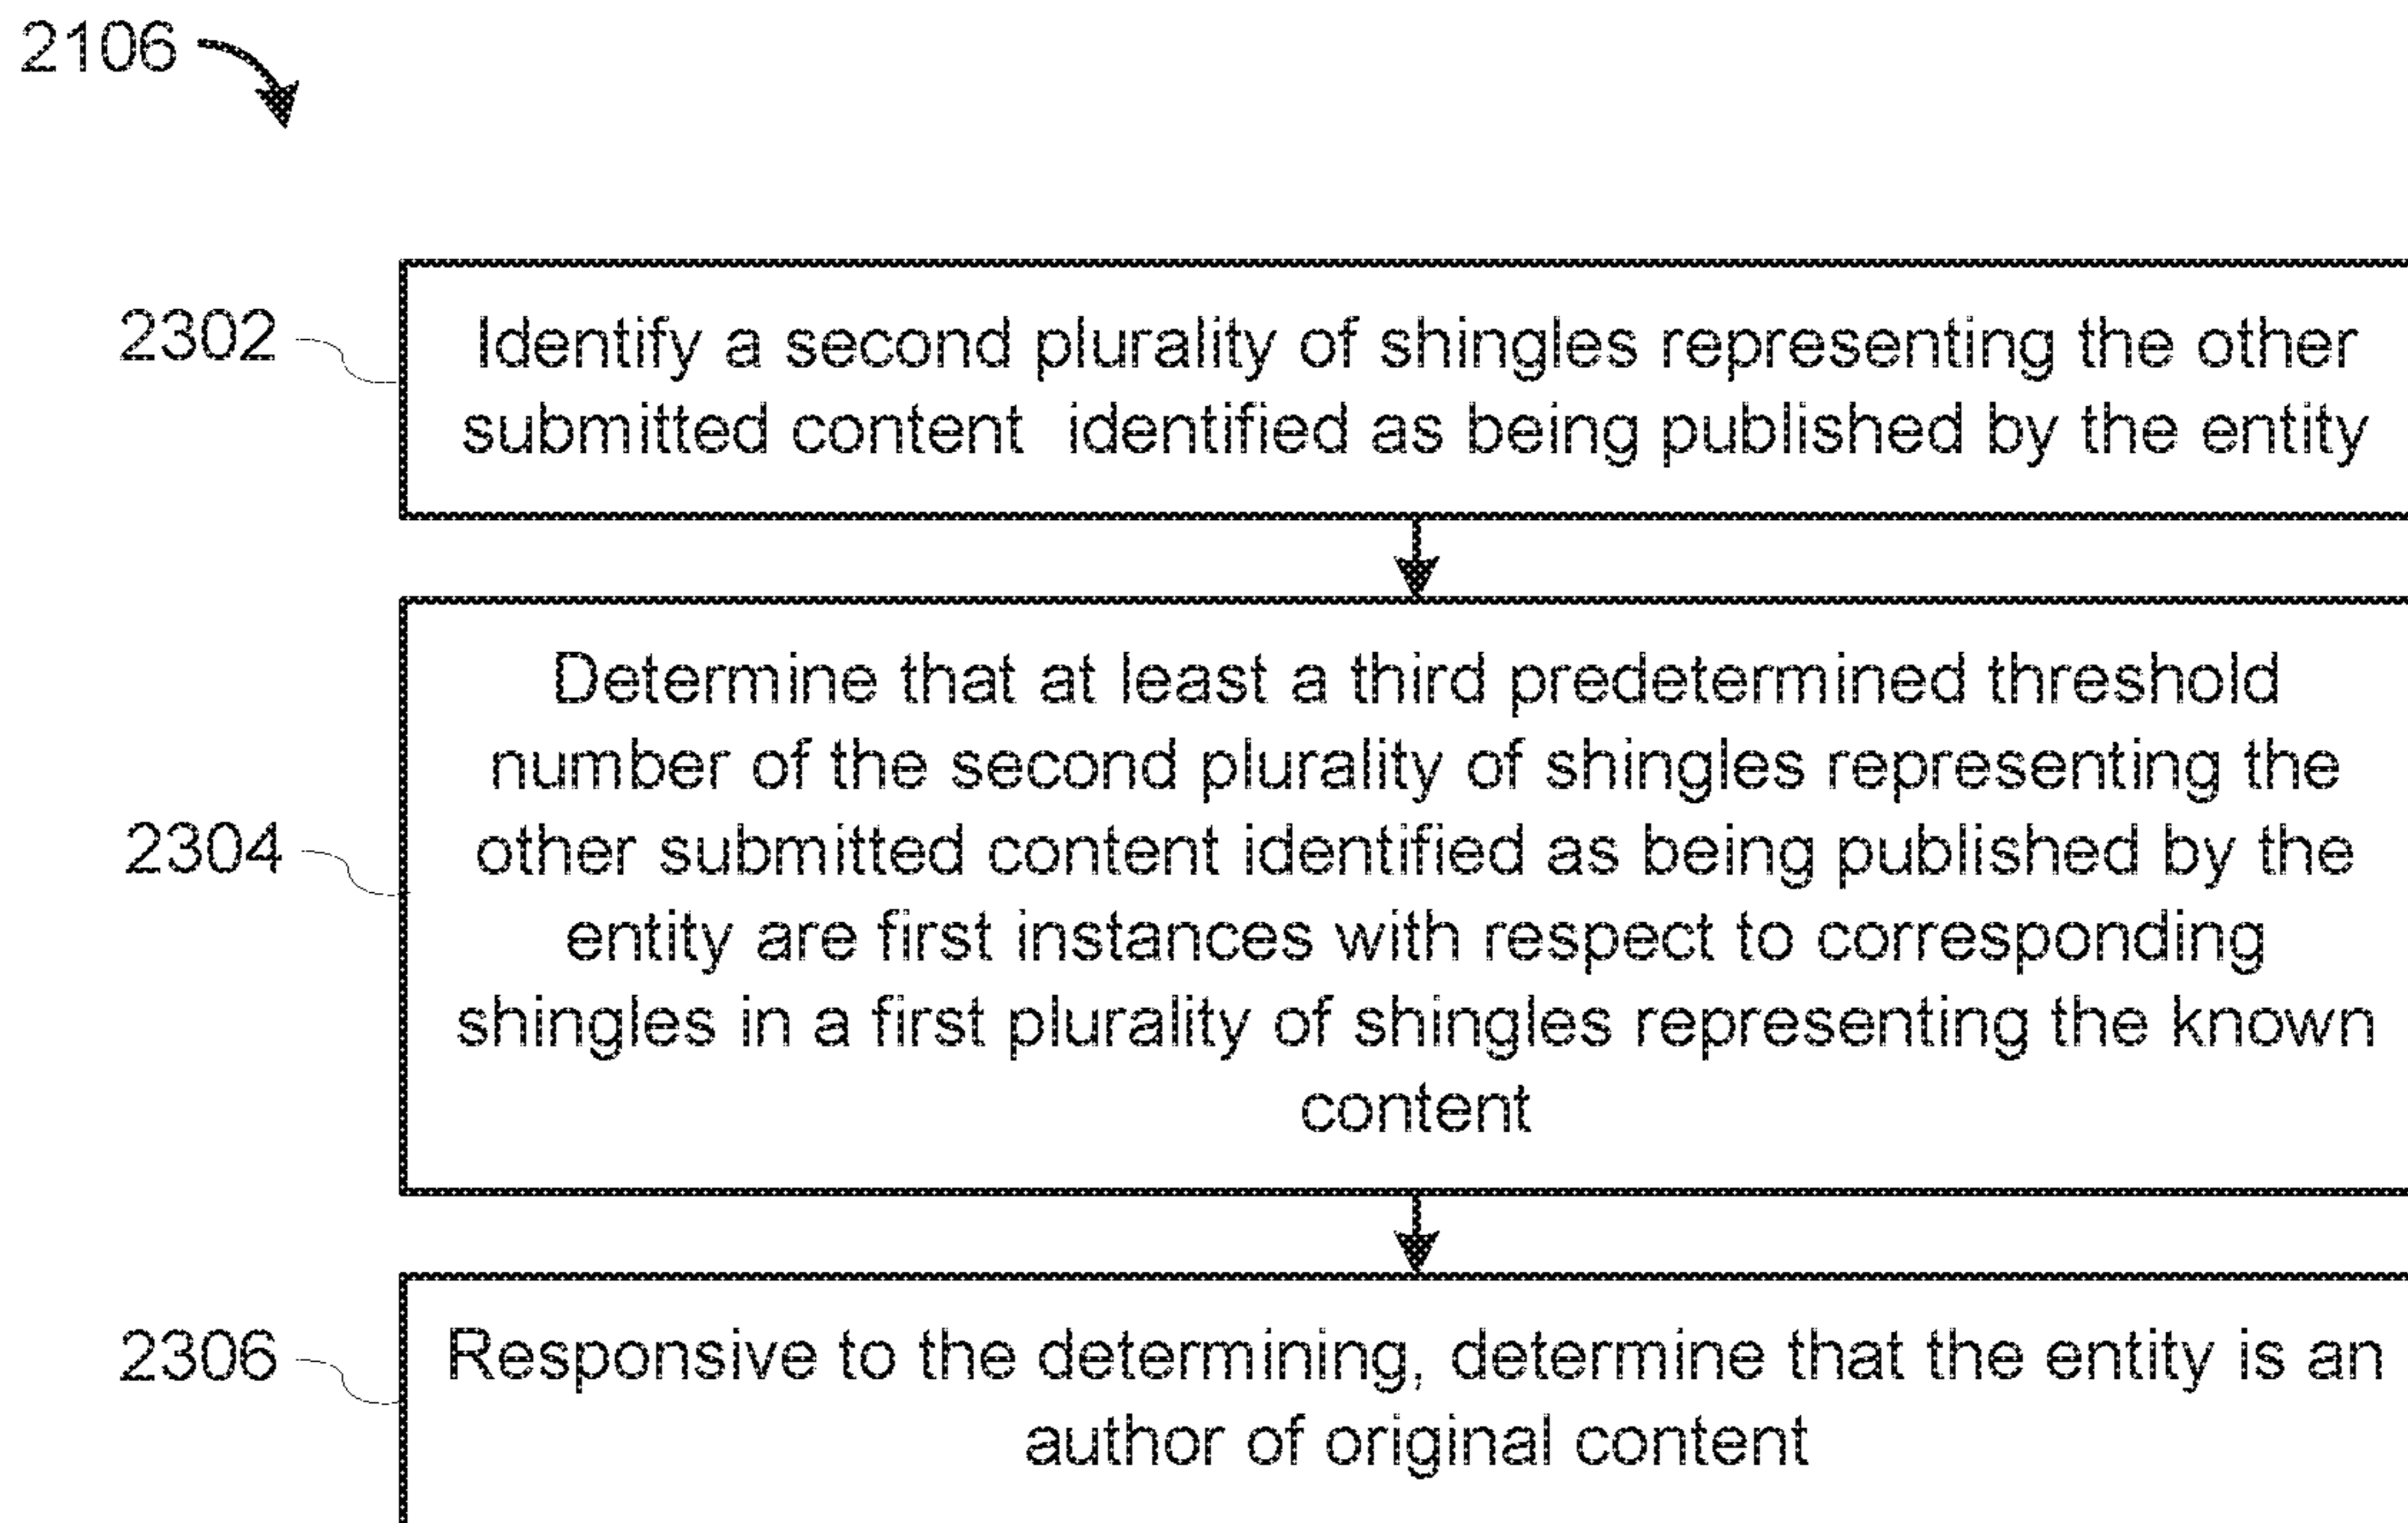 2106
2302
Identify a second plurality of shingles representing the other
submitted content identified as being published by the entity
2304
Determine that at least a third predetermined threshold
number of the second plurality of shingles representing the
other submitted content identified as being published by the
entity are first instances with respect to corresponding
shingles in a first plurality of shingles representing the known
content
2306
Responsive to the determining, determine that the entity is an
author of original content